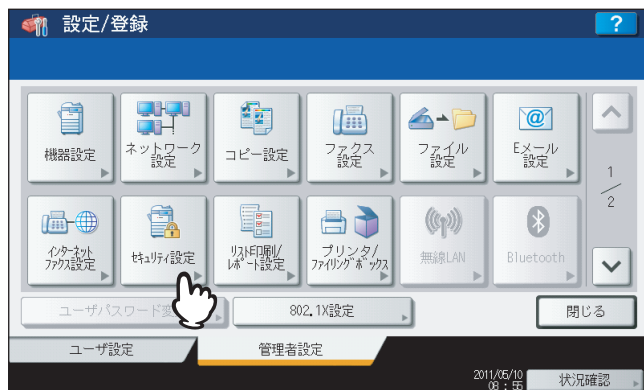 設定/登録
?
機器設定
ネットワーク
設定
コピー設定
ファクス
設定
ファイル
設定
Eメール
設定
1
/
2
インターネット
ファクス設定
セキュリティ設定
リスト印刷/
レポート設定
プリンタ/
ファイリングボックス
無線LAN
Bluetooth
ユーザパスワード変
802.1X設定
閉じる
ユーザ設定
管理者設定
2011/05/10
08:55
状況確認